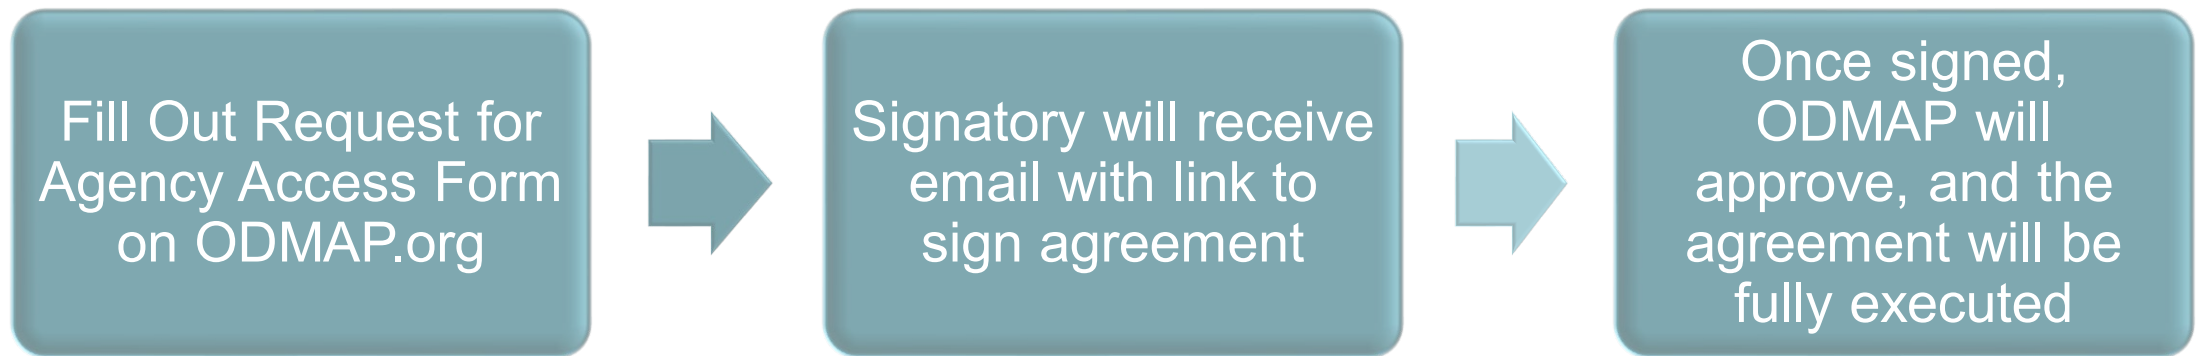 Fill Out Request for
Agency Access Form
on ODMAP.org
Signatory will receive
email with link to
sign agreement
Once signed,
ODMAP will
approve, and the
agreement will be
fully executed